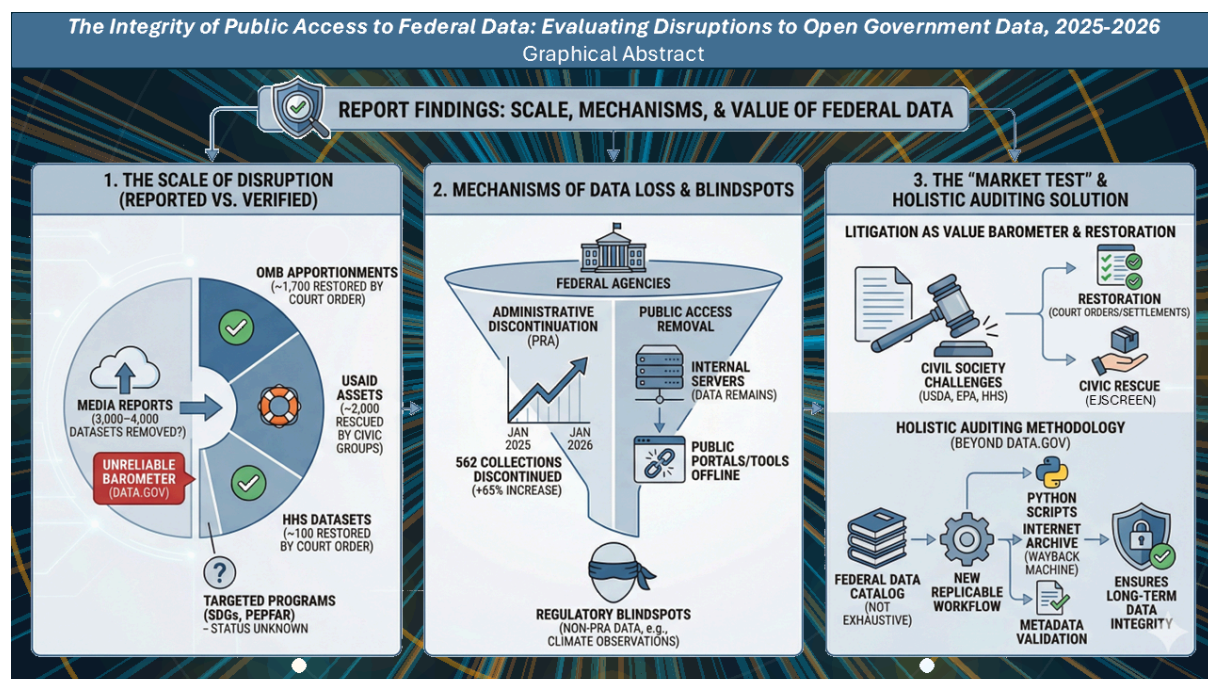 The Integrity of Public Access to Federal Data: Evaluating Disruptions to Open Government Data, 2025-2026
Graphical Abstract
REPORT FINDINGS: SCALE, MECHANISMS, & VALUE OF FEDERAL DATA
1. THE SCALE OF DISRUPTION
(REPORTED VS. VERIFIED)
OMB APPORTIONMENTS
(~1,700 RESTORED BY
COURT ORDER)
MEDIA REPORTS
(3,000–4,000
DATASETS REMOVED?)
UNRELIABLE
BAROMETER
(DATA.GOV)
USAID
ASSETS
(~2,000
RESCUED
BY CIVIC
GROUPS)
HHS DATASETS
(~100 RESTORED
BY COURT ORDER)
?
TARGETED PROGRAMS
(SDGs, PEPFAR)
– STATUS UNKNOWN
2. MECHANISMS OF DATA LOSS & BLINDSPOTS
FEDERAL AGENCIES
ADMINISTRATIVE
DISCONTINUATION
(PRA)
JAN
2025
JAN
2026
562 COLLECTIONS
DISCONTINUED
(+65% INCREASE)
PUBLIC ACCESS
REMOVAL
INTERNAL
SERVERS
(DATA REMAINS)
PUBLIC
PORTALS/TOOLS
OFFLINE
REGULATORY BLINDSPOTS
(NON-PRA DATA, e.g.,
CLIMATE OBSERVATIONS)
3. THE “MARKET TEST” &
HOLISTIC AUDITING SOLUTION
LITIGATION AS VALUE BAROMETER & RESTORATION
CIVIL SOCIETY
CHALLENGES
(USDA, EPA, HHS)
RESTORATION
(COURT ORDERS/SETTLEMENTS)
CIVIC RESCUE
(EJSCREEN)
HOLISTIC AUDITING METHODOLOGY
(BEYOND DATA.GOV)
FEDERAL DATA
CATALOG
(NOT
EXHAUSTIVE)
NEW
REPLICABLE
WORKFLOW
PYTHON
SCRIPTS
INTERNET
ARCHIVE
(WAYBACK
MACHINE)
METADATA
VALIDATION
ENSURES
LONG-TERM
DATA
INTEGRITY